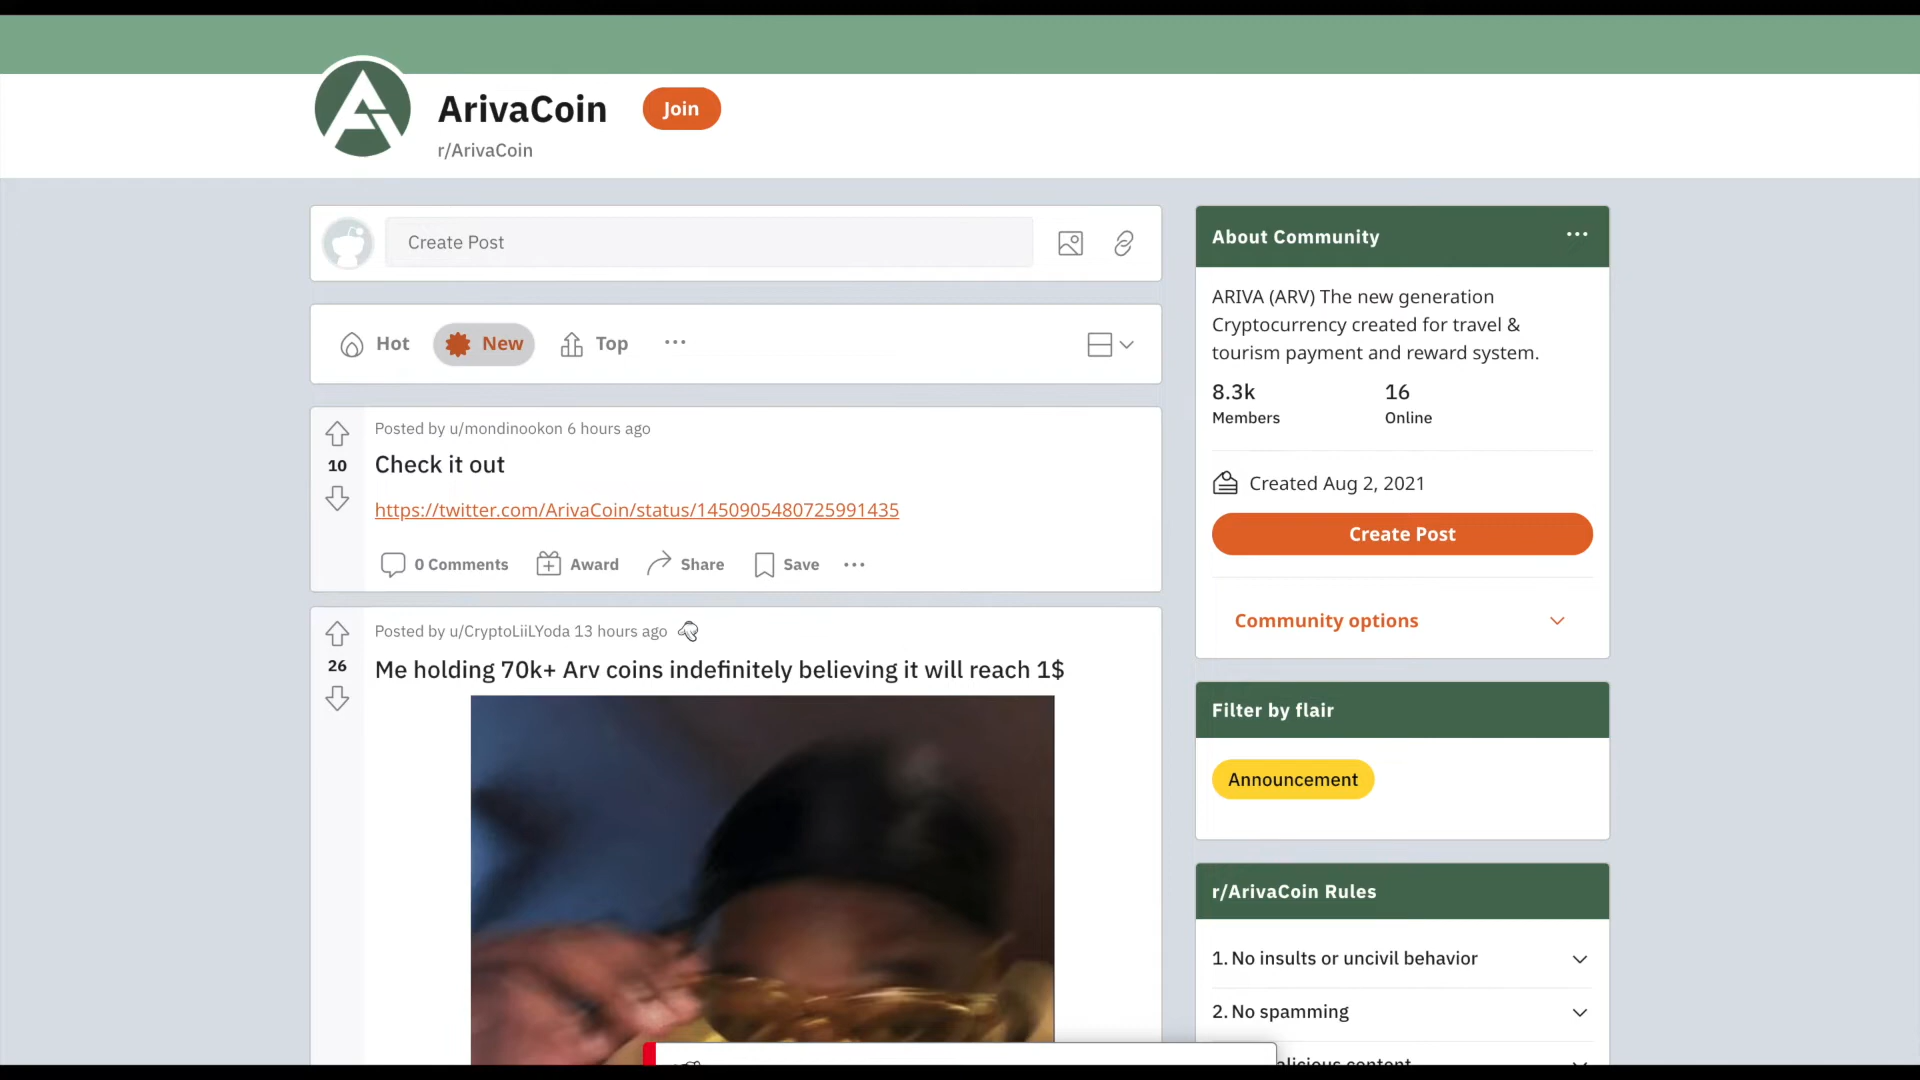 ArivaCoin
Join
r/ArivaCoin
Create Post
Hot
New
Top
Posted by u/mondinookon 6 hours ago
10
Check it out
https://twitter.com/ArivaCoin/status/1450905480725991435
0 Comments
Award
Share
Save
Posted by u/CryptoLiiLYoda 13 hours ago
26
Me holding 70k+ Arv coins indefinitely believing it will reach 1$
About Community
ARIVA (ARV) The new generation
Cryptocurrency created for travel &
tourism payment and reward system.
8.3k
16
Members
Online
Created Aug 2, 2021
Create Post
Community options
Filter by flair
Announcement
r/ArivaCoin Rules
1. No insults or uncivil behavior
2. No spamming
content